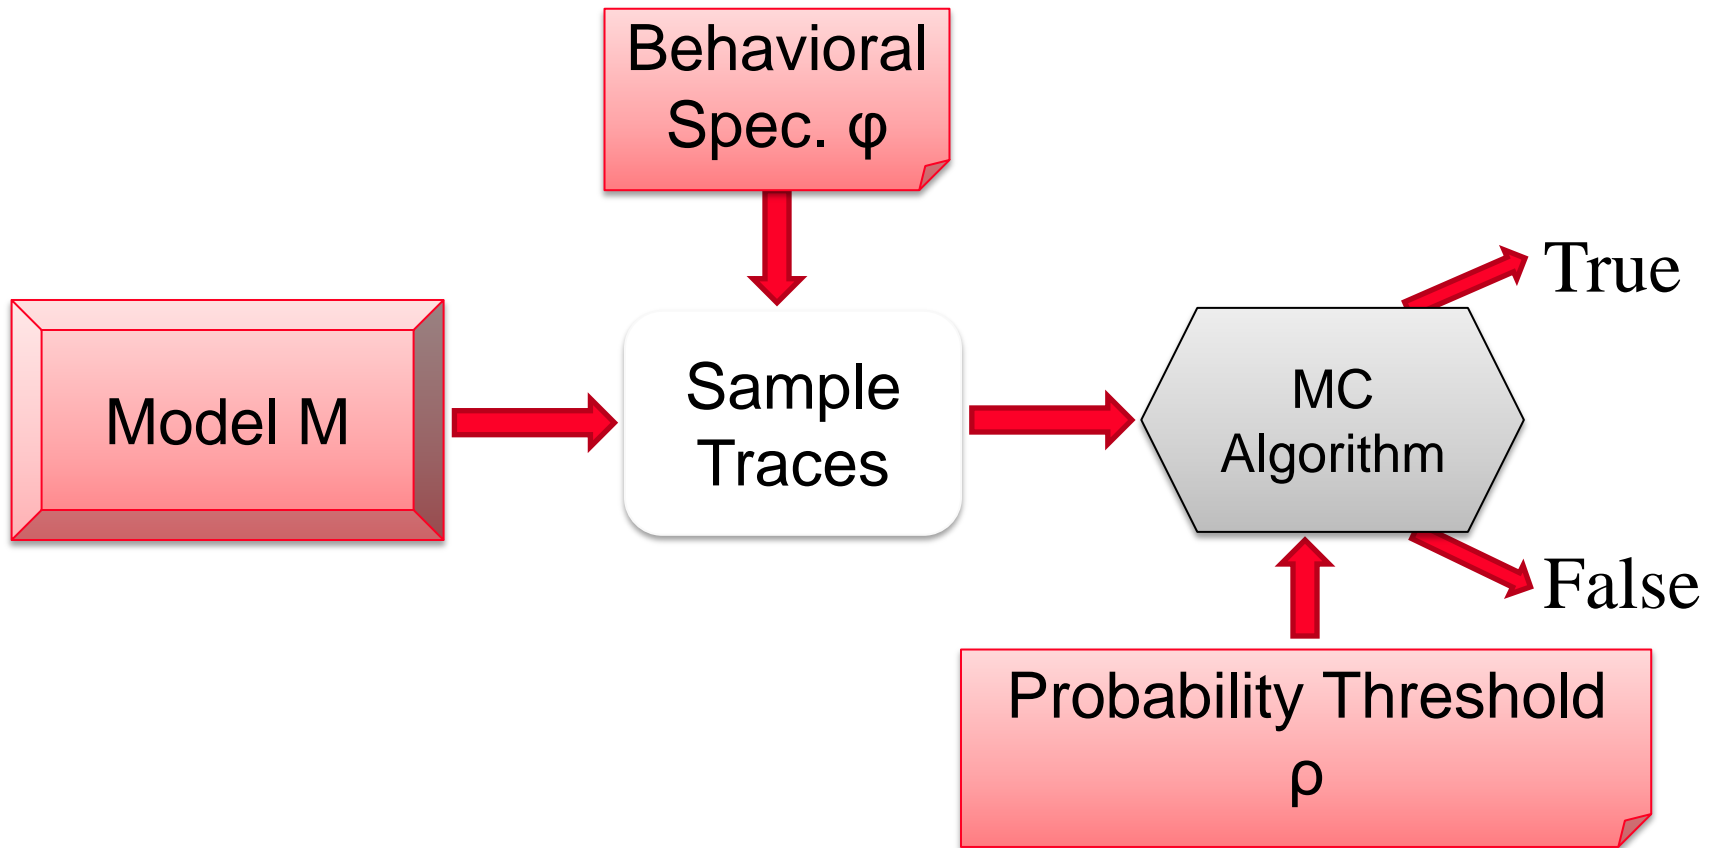 Behavioral
Spec. φ
True
Model M
Sample
Traces
MC
Algorithm
False
Probability Threshold
ρ